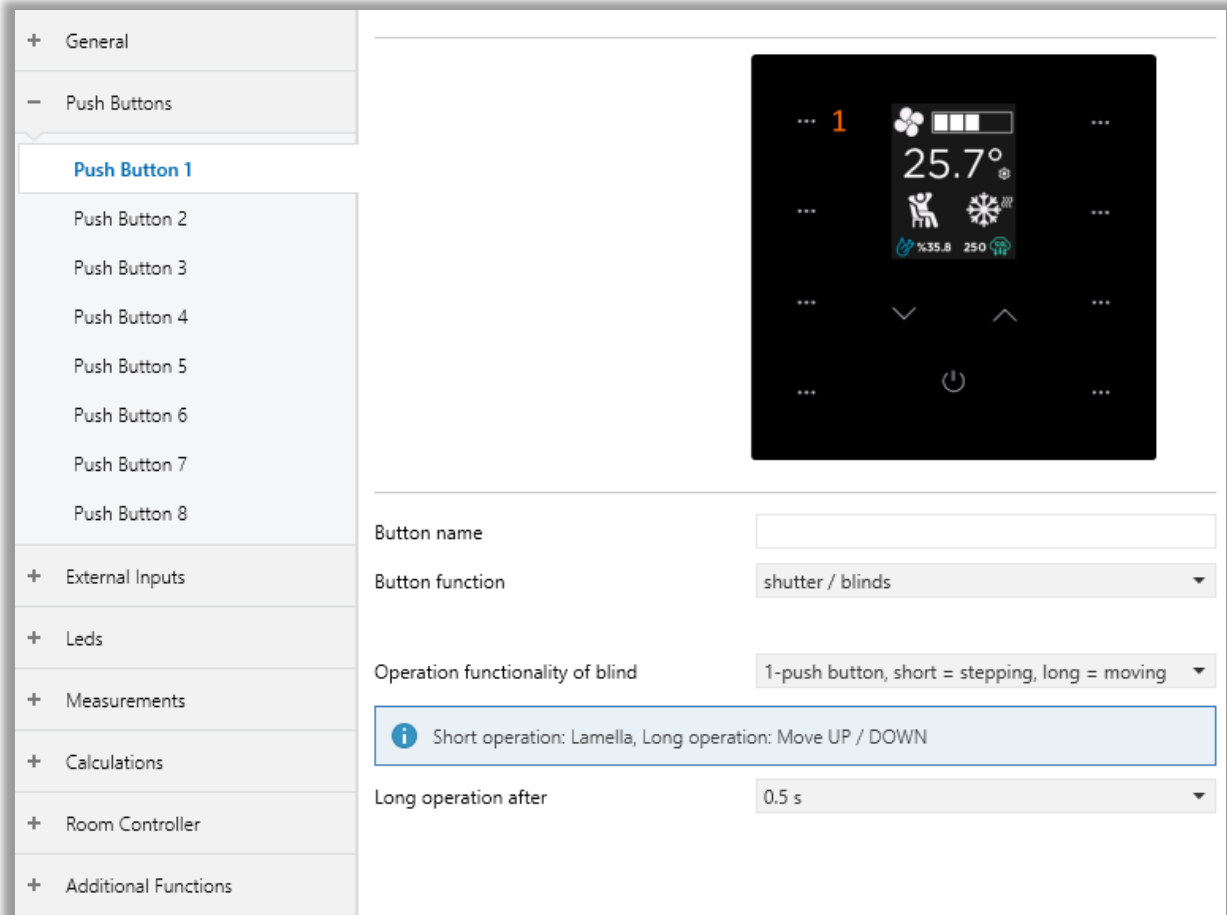 General
Push Buttons
Push Button 1
Push Button 2
Push Button 3
Push Button 4
Push Button 5
Push Button 6
Push Button 7
Push Button 8
External Inputs
Leds
Measurements
Calculations
Room Controller
Additional Functions
1
25.7°
%35.8 250
Button name
Button function shutter / blinds
Operation functionality of blind 1-push button, short = stepping, long = moving
Short operation: Lamella, Long operation: Move UP / DOWN
Long operation after 0.5 s